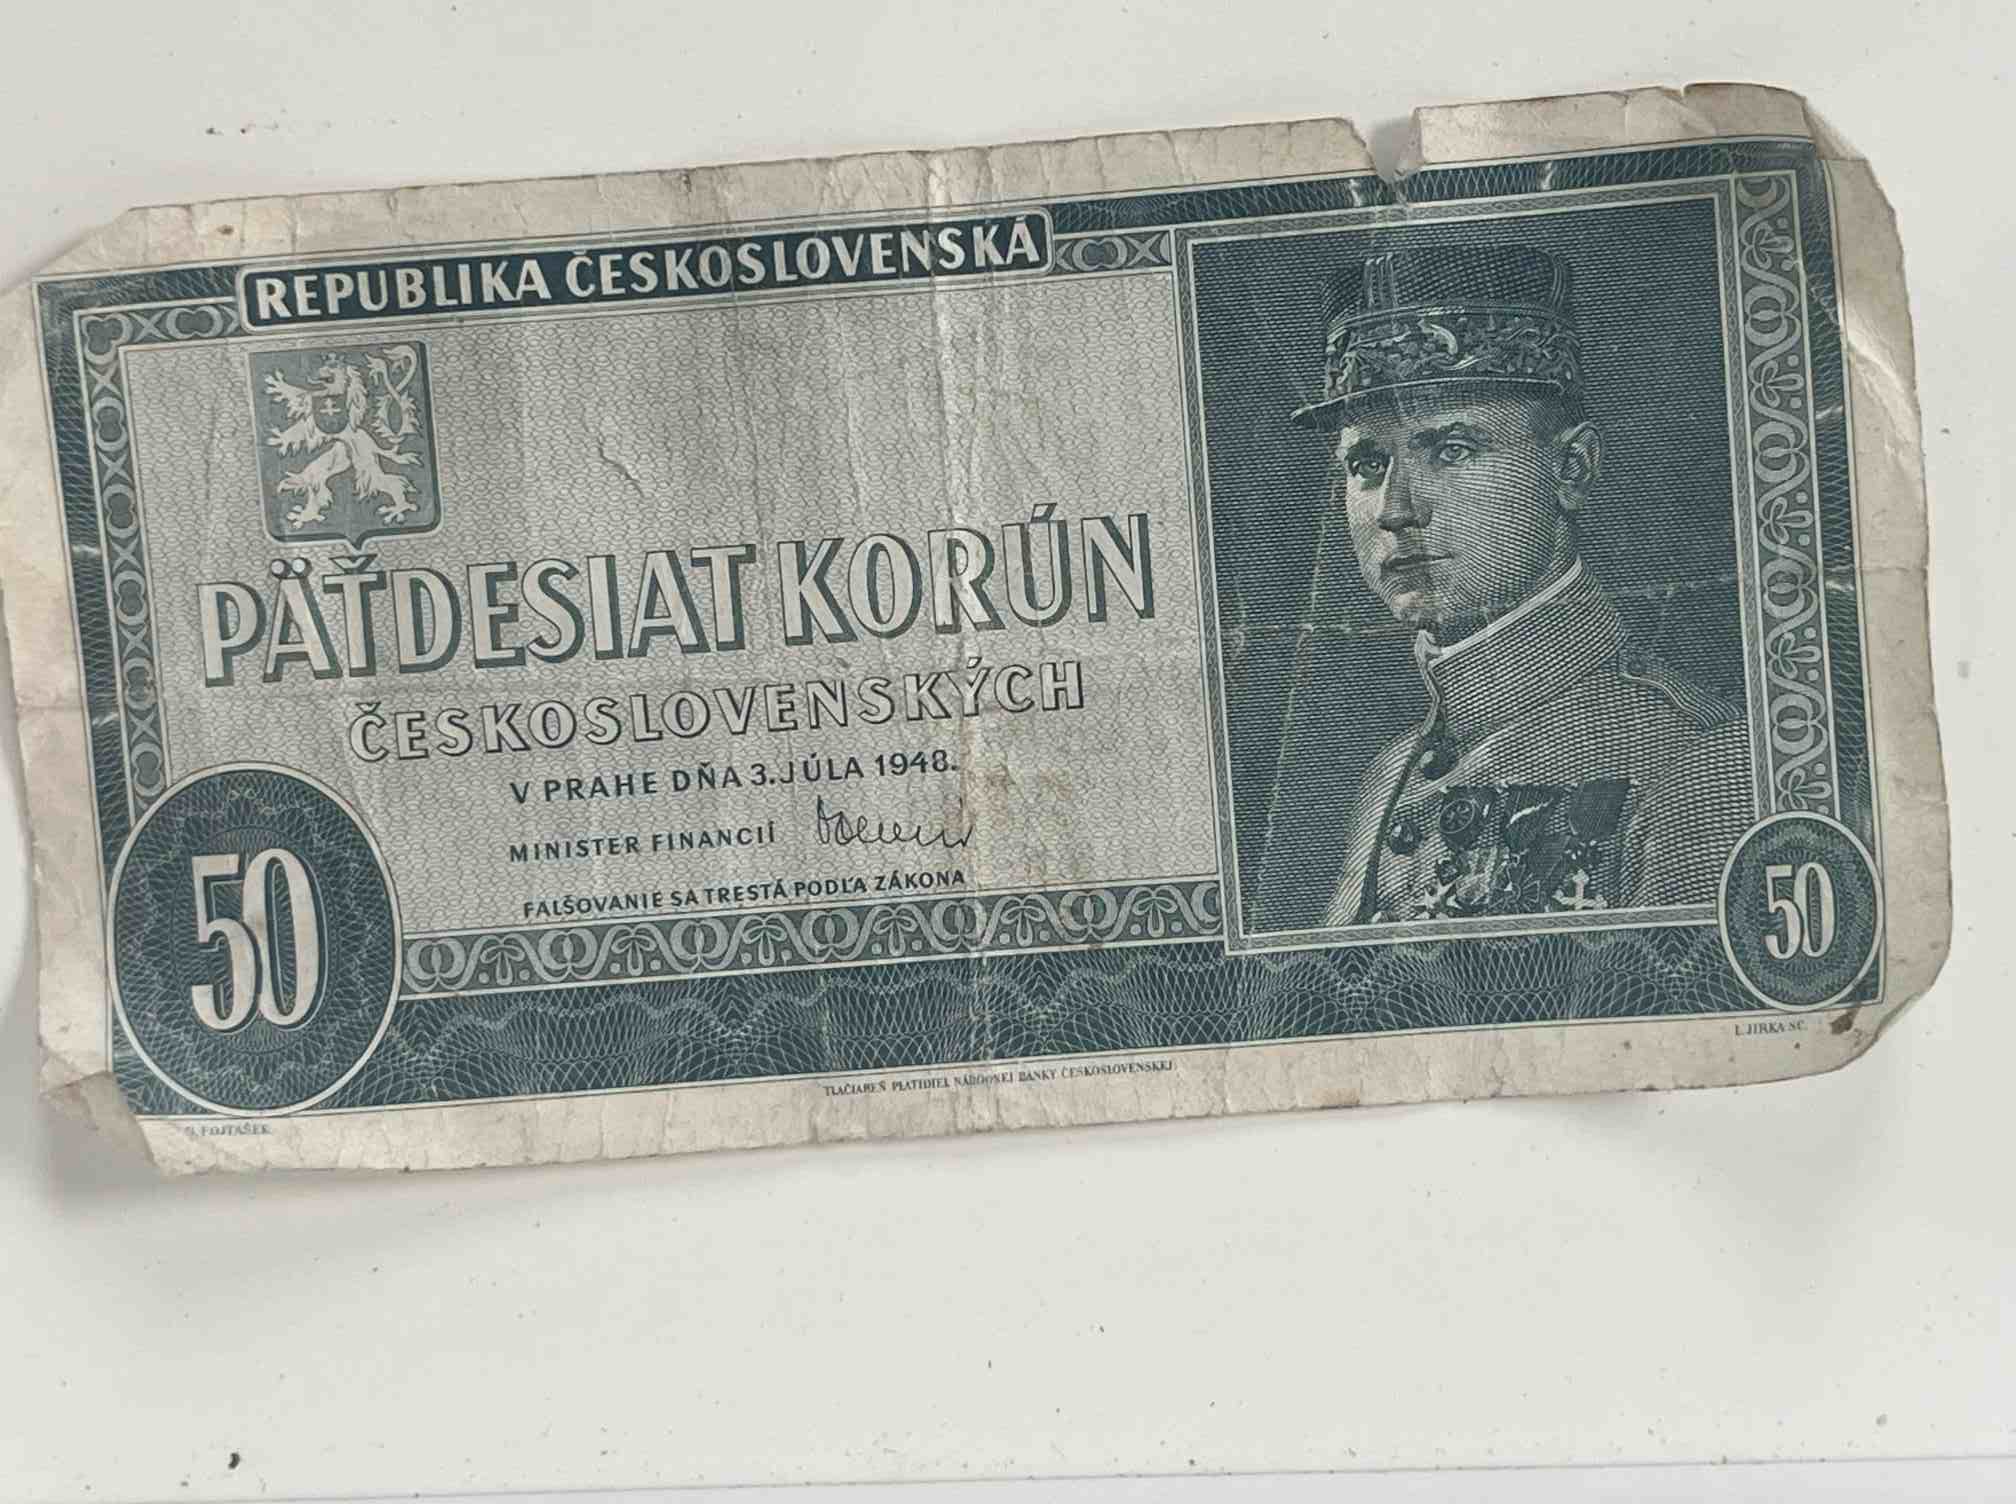 REPUBLIKA ČESKOSLOVENSKÁ
PÄŤDESIAT KORÚN
ČESKOSLOVENSKÝCH
V PRAHE DŇA 3. JÚLA 1948.
MINISTER FINANCIÍ
FALŠOVANIE SA TRESTÁ PODĽA ZÁKONA
50
50
TLAČIAREŇ PLATIDIEL NÁRODNEJ BANKY ČESKOSLOVENSKEJ
FOJTAŠEK
L. JIRKA SC.